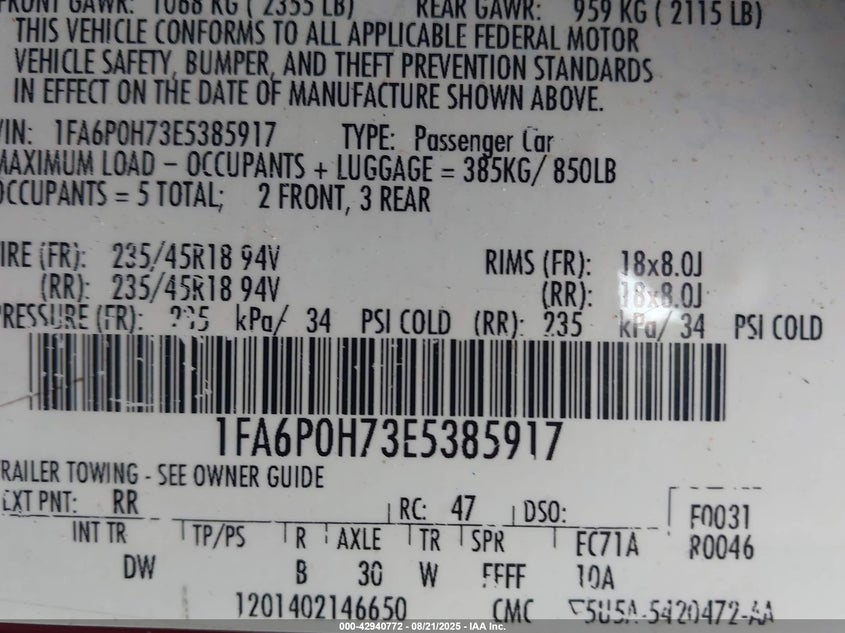 FRONT GAWR: 1068 KG ( 2355 LB) REAR GAWR: 959 KG ( 2115 LB)
THIS VEHICLE CONFORMS TO ALL APPLICABLE FEDERAL MOTOR
VEHICLE SAFETY, BUMPER, AND THEFT PREVENTION STANDARDS
IN EFFECT ON THE DATE OF MANUFACTURE SHOWN ABOVE.
VIN: 1FA6P0H73E5385917 TYPE: Passenger Car
MAXIMUM LOAD – OCCUPANTS + LUGGAGE = 385KG/ 850LB
OCCUPANTS = 5 TOTAL; 2 FRONT, 3 REAR
TIRE (FR): 235/45R18 94V RIMS (FR): 18x8.0J
(RR): 235/45R18 94V (RR): 18x8.0J
PRESSURE (FR): 235 kPa/ 34 PSI COLD (RR): 235 kPa/ 34 PSI COLD
1FA6P0H73E5385917
TRAILER TOWING - SEE OWNER GUIDE
EXT PNT: RR RC: 47 DSO: F0031
INT TR TP/PS R AXLE TR SPR FC71A R0046
DW B 30 W FFFF 10A
1201402146650 CMC 5U5A-5420472-AA
000-42940772 - 08/21/2025 - IAA Inc.